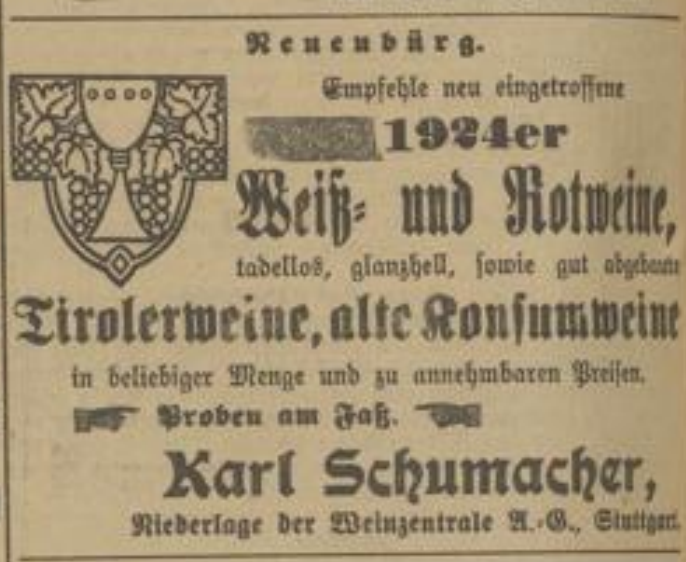 Neuenbürg.
Empfehle neu eingetroffene
1924er
Weiß- und Rotweine,
tadellos, glanzhell, sowie gut abgebaute
Tirolerweine, alte Konsumweine
in beliebiger Menge und zu annehmbaren Preisen.
Proben am Faß.
Karl Schumacher,
Niederlage der Weinzentrale A.-G., Stuttgart.